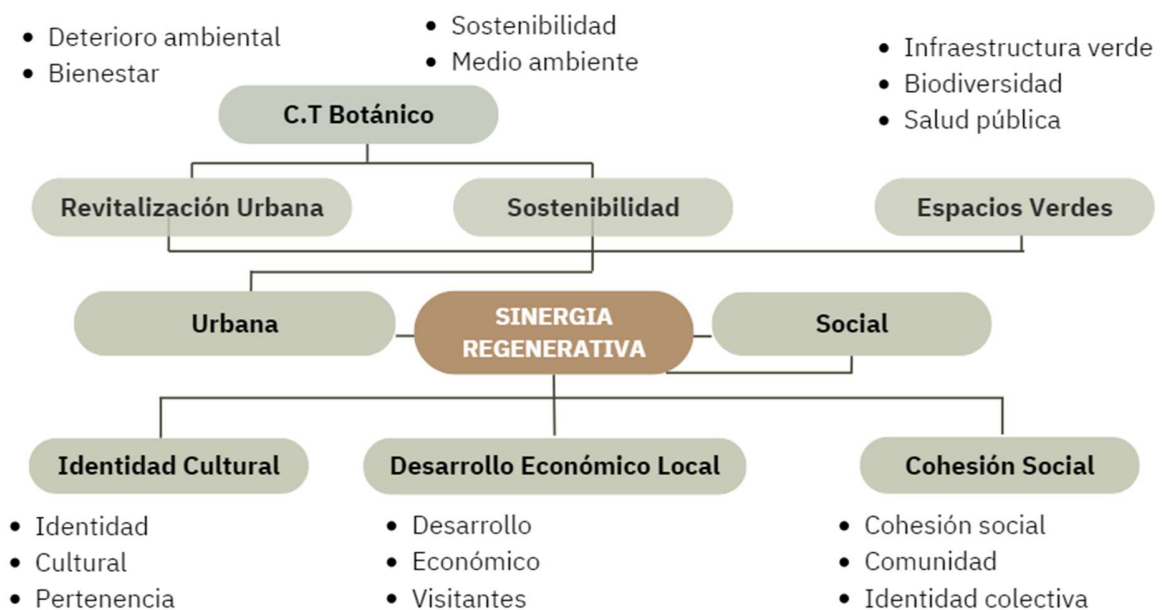 • Deterioro ambiental
• Bienestar
• Sostenibilidad
• Medio ambiente
• Infraestructura verde
• Biodiversidad
• Salud pública
C.T Botánico
Revitalización Urbana
Sostenibilidad
Espacios Verdes
Urbana
SINERGIA
REGENERATIVA
Social
Identidad Cultural
Desarrollo Económico Local
Cohesión Social
• Identidad
• Cultural
• Pertenencia
• Desarrollo
• Económico
• Visitantes
• Cohesión social
• Comunidad
• Identidad colectiva